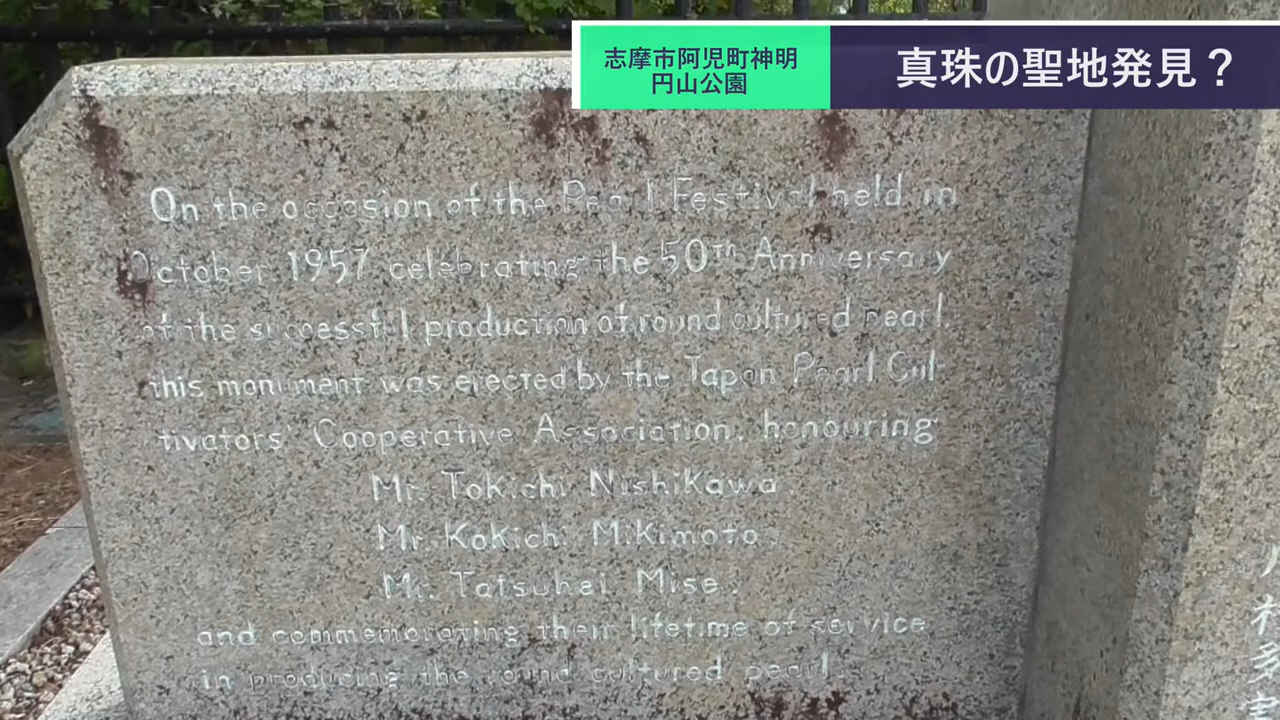 志摩市阿児町神明
円山公園
真珠の聖地発見？
On the occasion of the Pearl Festival held in
October 1957 celebrating the 50th Anniversary
of the successful production of round cultured pearl,
this monument was erected by the Japan Pearl Cul-
tivators' Cooperative Association, honouring
Mr. Tokichi Nishikawa,
Mr. Kokichi Mikimoto,
Mr. Tatsuhei Mise,
and commemorating their lifetime of service
in producing the round cultured pearl.